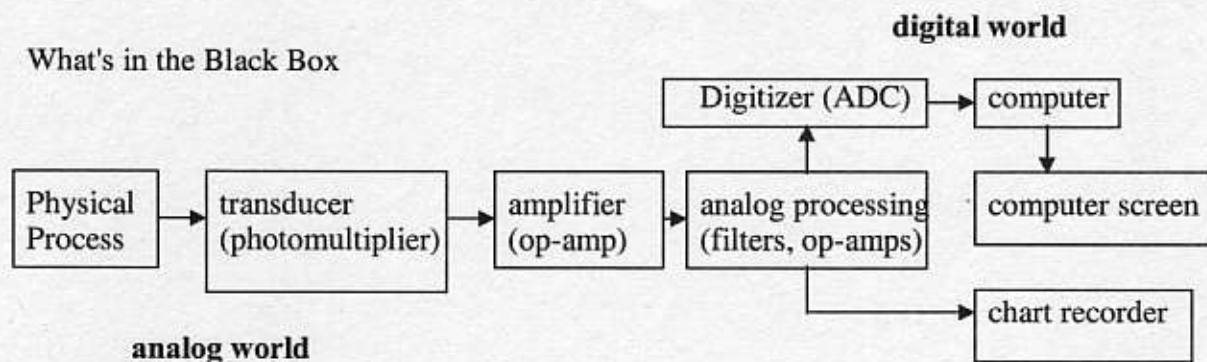 digital world
What's in the Black Box
Digitizer (ADC)
computer
Physical
Process
transducer
(photomultiplier)
amplifier
(op-amp)
analog processing
(filters, op-amps)
computer screen
chart recorder
analog world